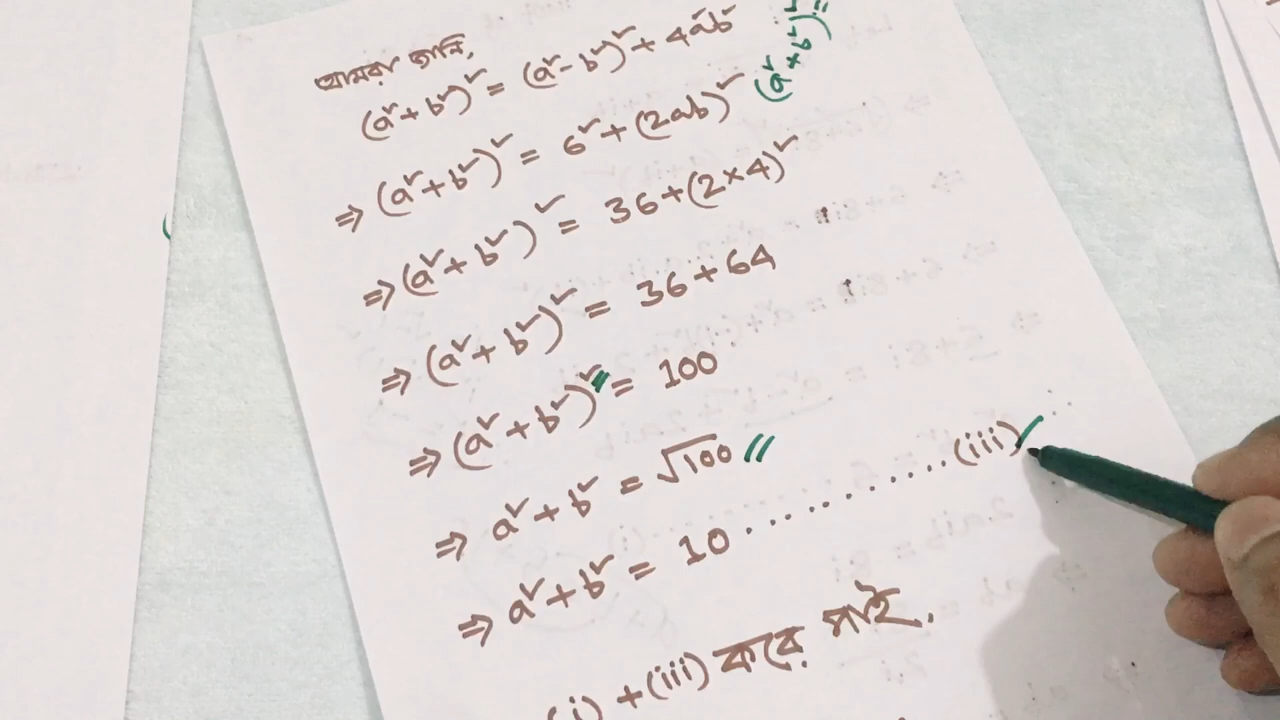 আমরা জানি,
(a² + b²)² = (a² - b²)² + 4a²b² (a² + b²)² =
⇒ (a² + b²)² = 6² + (2ab)²
⇒ (a² + b²)² = 36 + (2×4)²
⇒ (a² + b²)² = 36 + 64
⇒ (a² + b²)² = 100
⇒ a² + b² = √100
⇒ a² + b² = 10 ........... (iii)
(i) + (iii) করে পাই,